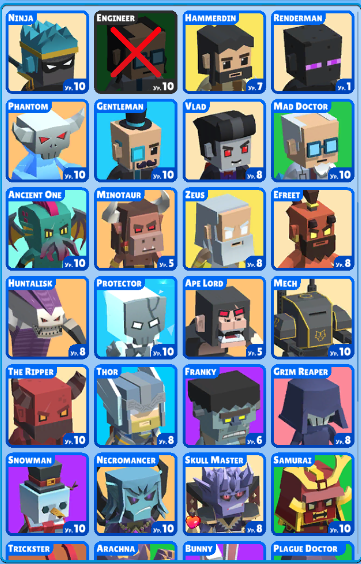 Ninja
Ур.10
Engineer
Ур.10
Hammerdin
Ур.7
Renderman
Ур.1
Phantom
Ур.10
Gentleman
Ур.10
Vlad
Ур.8
Mad Doctor
Ур.10
Ancient One
Ур.10
Minotaur
Ур.5
Zeus
Ур.8
Efreet
Ур.8
Huntalisk
Ур.8
Protector
Ур.10
Ape Lord
Ур.5
Mech
Ур.10
The Ripper
Ур.10
Thor
Ур.8
Franky
Ур.6
Grim Reaper
Ур.8
Snowman
Ур.10
Necromancer
Ур.10
Skull Master
Ур.8
Samurai
Ур.10
Trickster
Arachna
Bunny
Plague Doctor